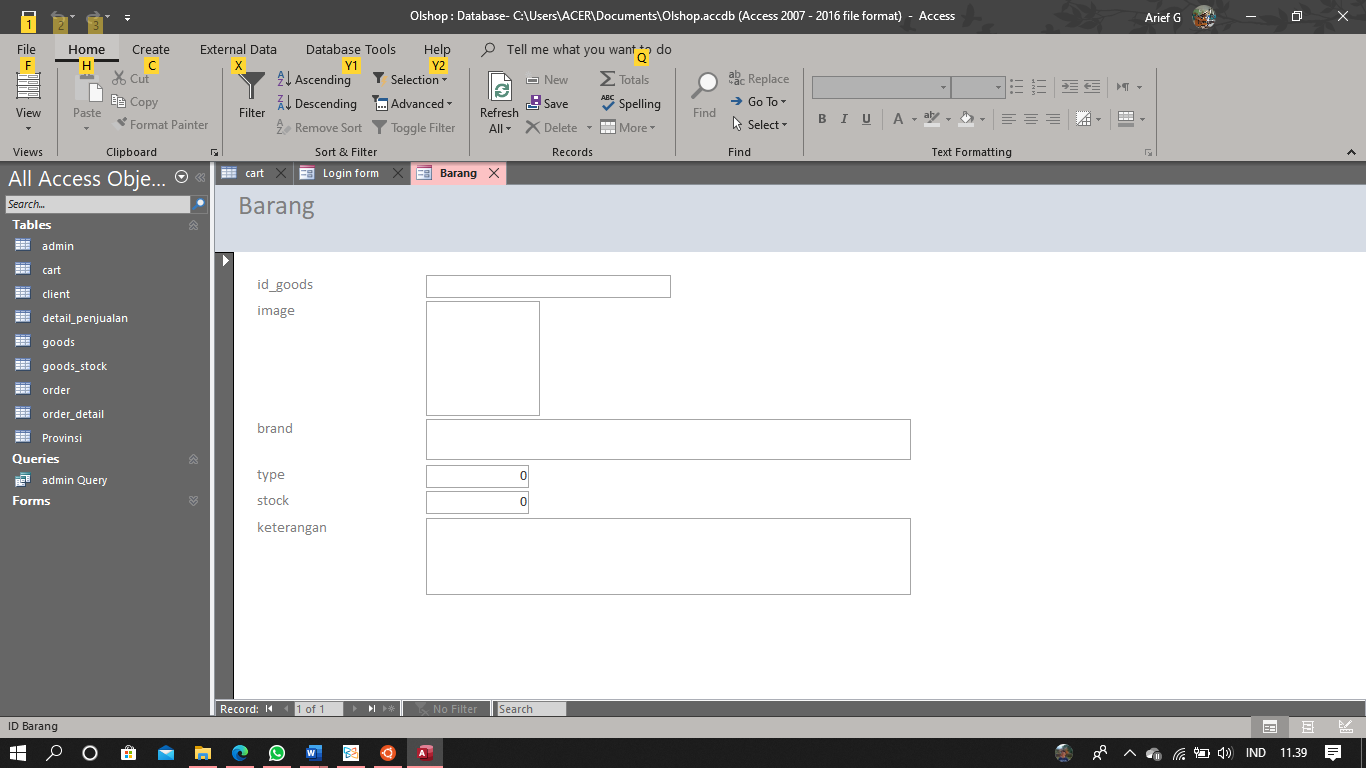 Olshop : Database- C:\Users\ACER\Documents\Olshop.accdb (Access 2007 - 2016 file format) - Access
Arief G
1 2 3
File Home Create External Data Database Tools Help Tell me what you want to do
F H C X Y1 Y2 Q
View
Views
Paste
Cut
Copy
Format Painter
Clipboard
Filter
Ascending
Descending
Remove Sort
Selection
Advanced
Toggle Filter
Sort & Filter
Refresh
All
New
Save
Delete
Totals
Spelling
More
Records
Find
Replace
Go To
Select
Find
B I U A
Text Formatting
All Access Obje...
Search...
Tables
admin
cart
client
detail_penjualan
goods
goods_stock
order
order_detail
Provinsi
Queries
admin Query
Forms
cart Login form Barang
Barang
id_goods
image
brand
type 0
stock 0
keterangan
Record: 1 of 1 No Filter Search
ID Barang
IND 11.39